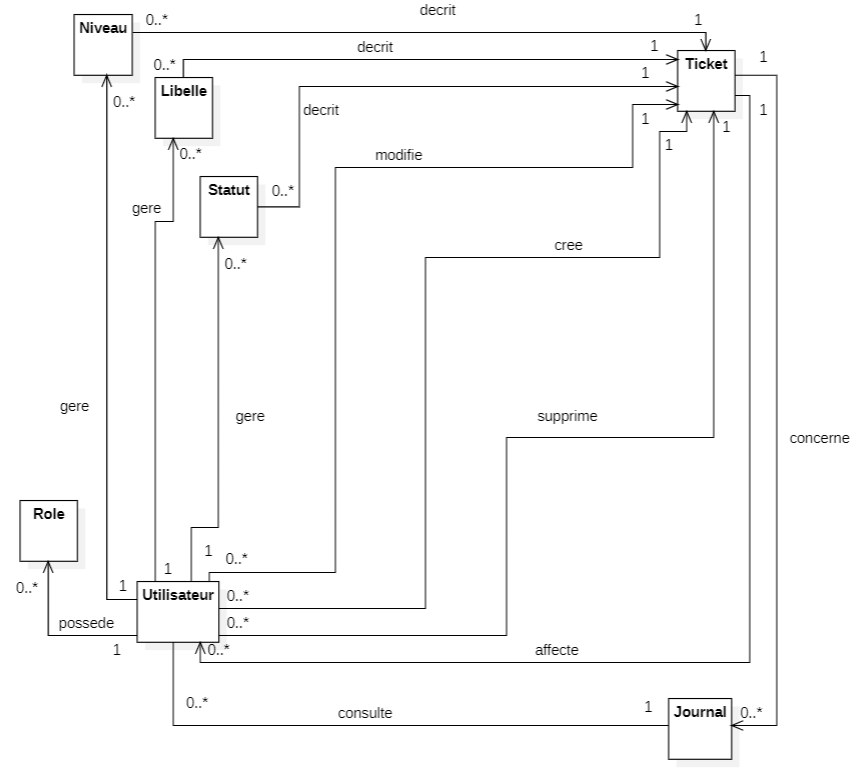 decrit
0..*
1
Niveau
decrit
1
1
0..*
Ticket
1
Libelle
0..*
decrit
1
1
1
1
0..*
modifie
Statut
0..*
gere
cree
0..*
gere
gere
supprime
concerne
Role
1
0..*
1
0..*
1
Utilisateur
0..*
possede
0..*
1
0..*
affecte
0..*
consulte
1
Journal
0..*